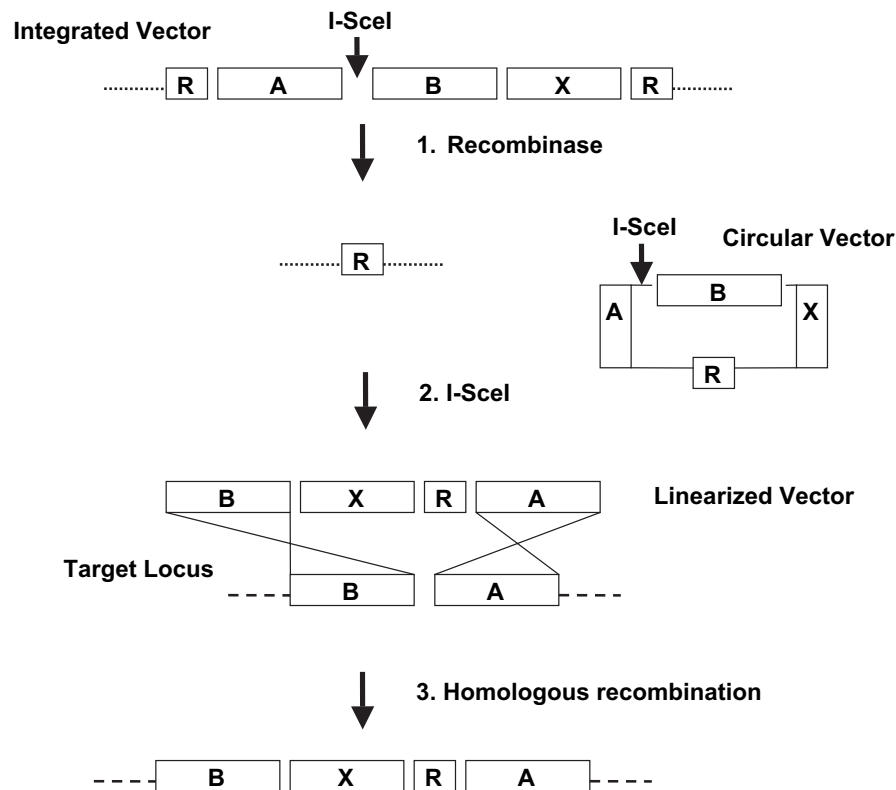 I-SceI
Integrated Vector
R A B X R
1. Recombinase
R
I-SceI
Circular Vector
A B X
R
2. I-SceI
B X R A
Linearized Vector
Target Locus
B A
3. Homologous recombination
B X R A